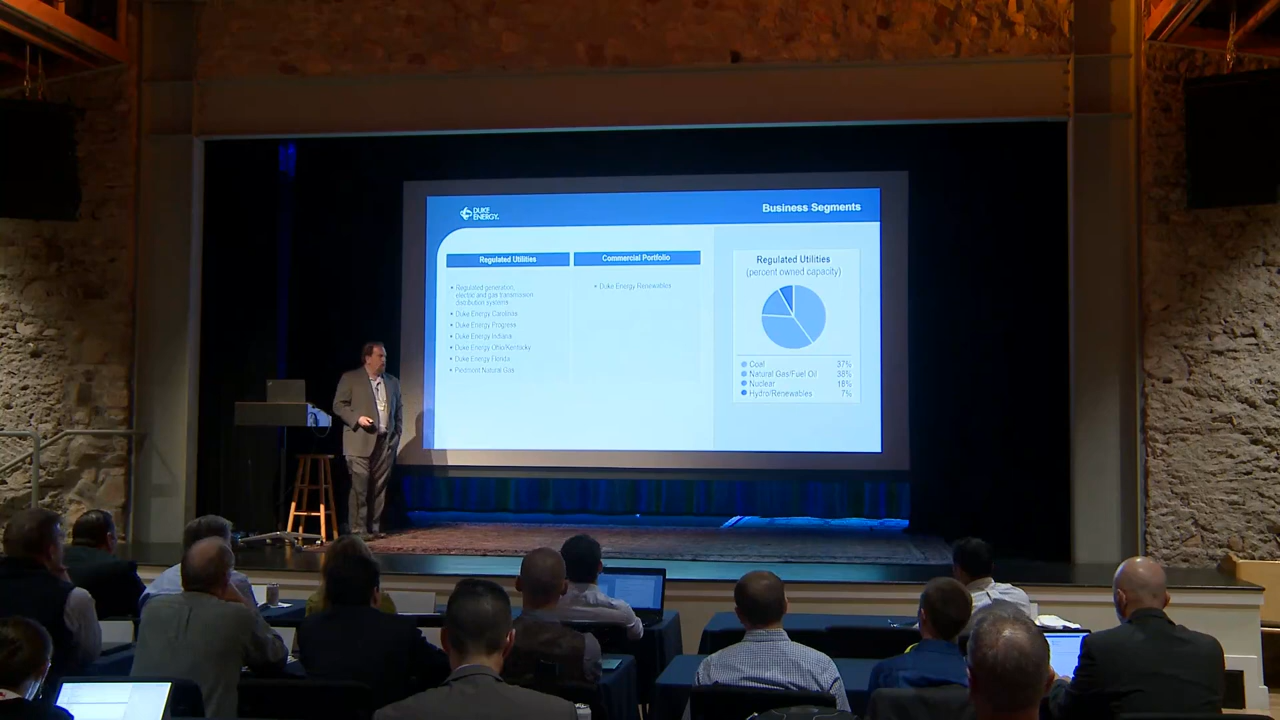 DUKE
ENERGY.
Business Segments
Regulated Utilities
• Regulated generation,
electric and gas transmission
distribution systems
• Duke Energy Carolinas
• Duke Energy Progress
• Duke Energy Indiana
• Duke Energy Ohio/Kentucky
• Duke Energy Florida
• Piedmont Natural Gas
Commercial Portfolio
• Duke Energy Renewables
Regulated Utilities
(percent owned capacity)
Coal 37%
Natural Gas/Fuel Oil 38%
Nuclear 18%
Hydro/Renewables 7%